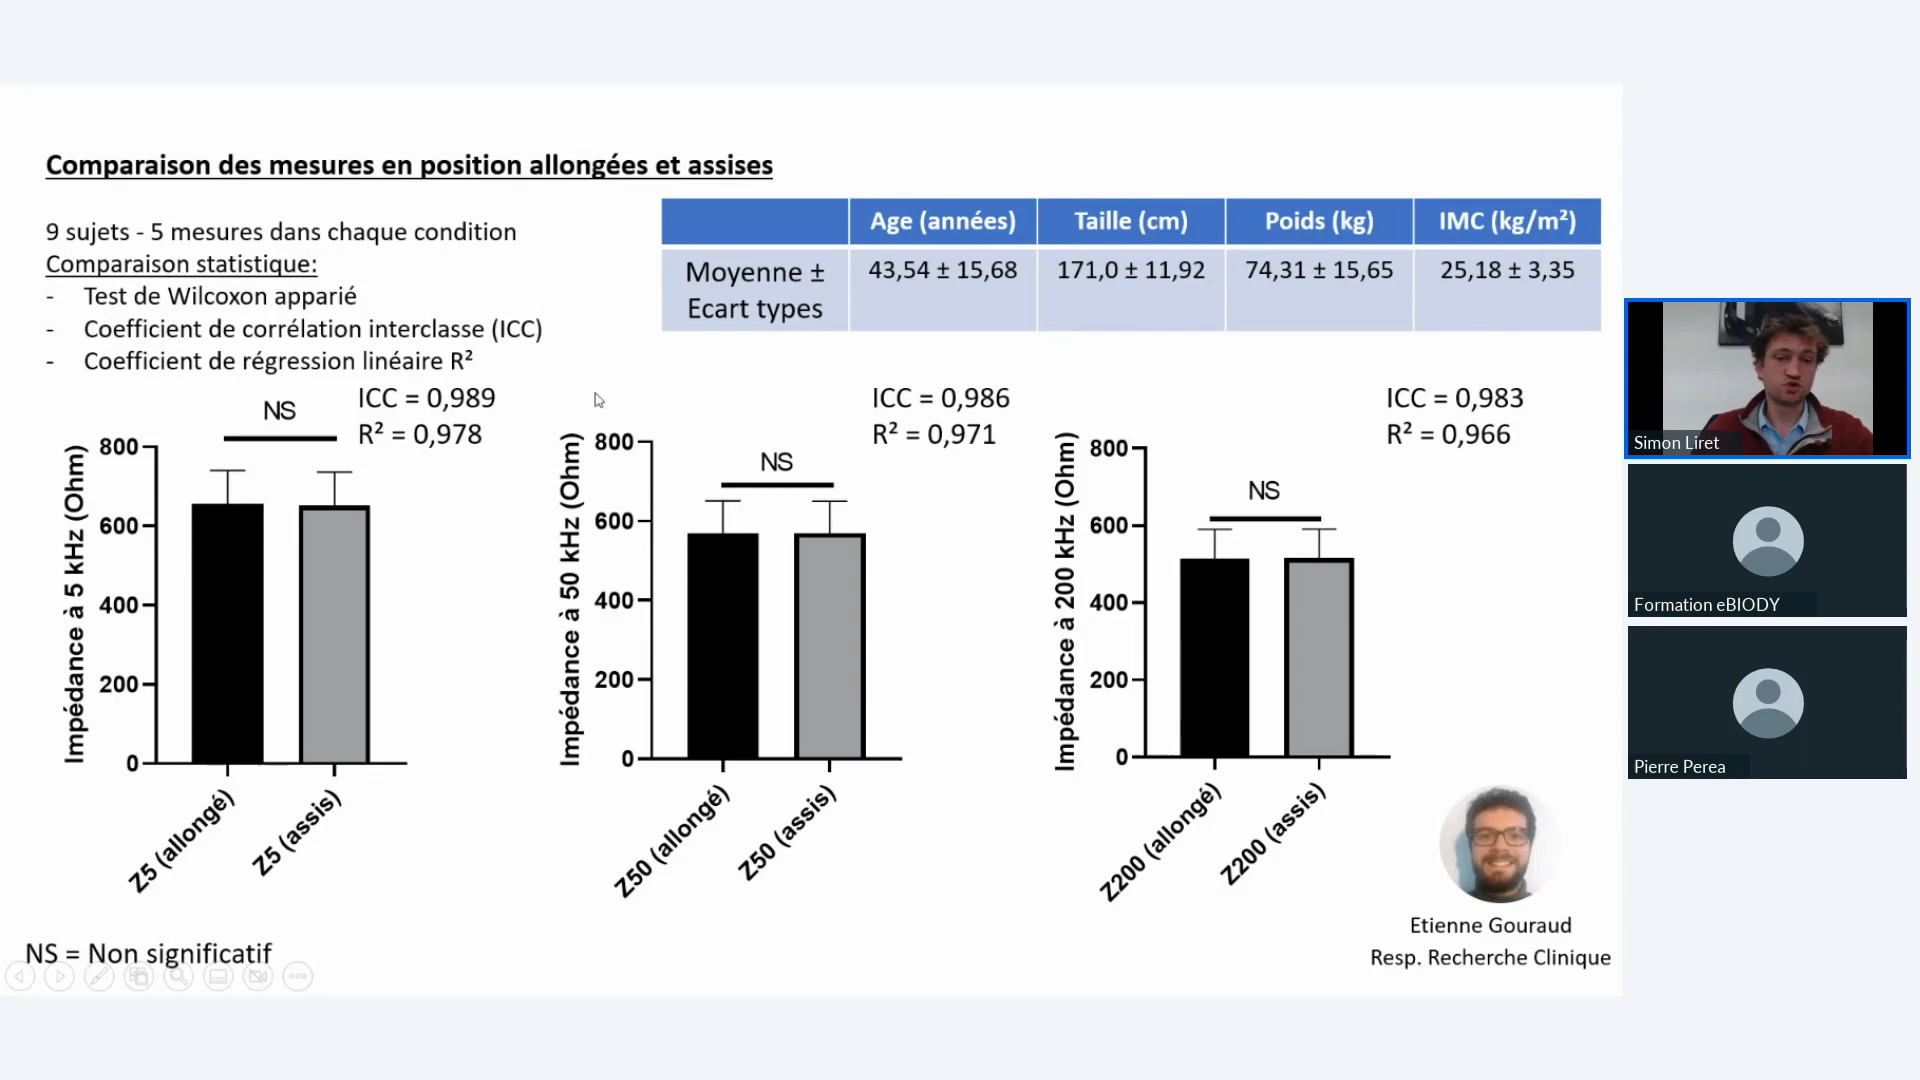 Comparaison des mesures en position allongées et assises
9 sujets - 5 mesures dans chaque condition
Comparaison statistique:
- Test de Wilcoxon apparié
- Coefficient de corrélation interclasse (ICC)
- Coefficient de régression linéaire R²
Age (années) Taille (cm) Poids (kg) IMC (kg/m²)
Moyenne ± 43,54 ± 15,68 171,0 ± 11,92 74,31 ± 15,65 25,18 ± 3,35
Ecart types
NS
ICC = 0,989
R² = 0,978
Impédance à 5 kHz (Ohm)
800
600
400
200
0
Z5 (allongé)
Z5 (assis)
NS
ICC = 0,986
R² = 0,971
Impédance à 50 kHz (Ohm)
800
600
400
200
0
Z50 (allongé)
Z50 (assis)
NS
ICC = 0,983
R² = 0,966
Impédance à 200 kHz (Ohm)
800
600
400
200
0
Z200 (allongé)
Z200 (assis)
Etienne Gouraud
Resp. Recherche Clinique
NS = Non significatif
Simon Liret
Formation eBIODY
Pierre Perea